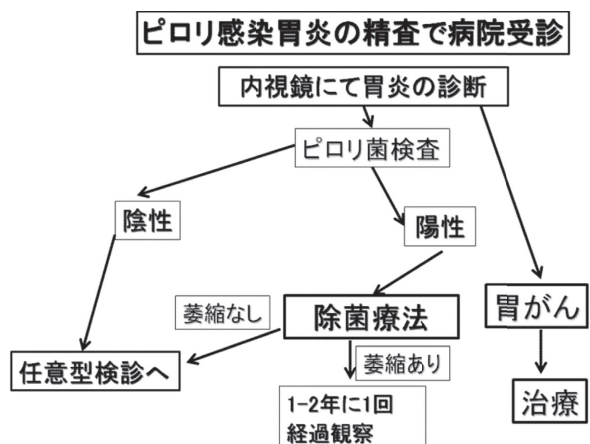 ピロリ感染胃炎の精査で病院受診
内視鏡にて胃炎の診断
ピロリ菌検査
陰性
陽性
萎縮なし
除菌療法
胃がん
任意型検診へ
萎縮あり
1-2年に1回
経過観察
治療